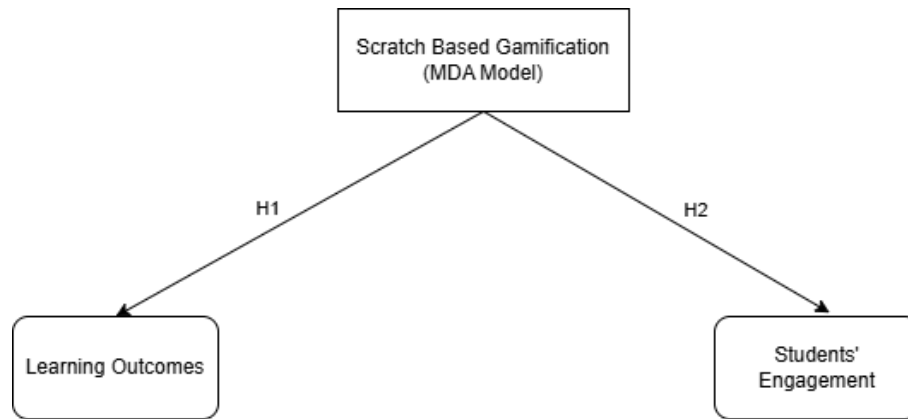 Scratch Based Gamification
(MDA Model)
H1
H2
Learning Outcomes
Students'
Engagement